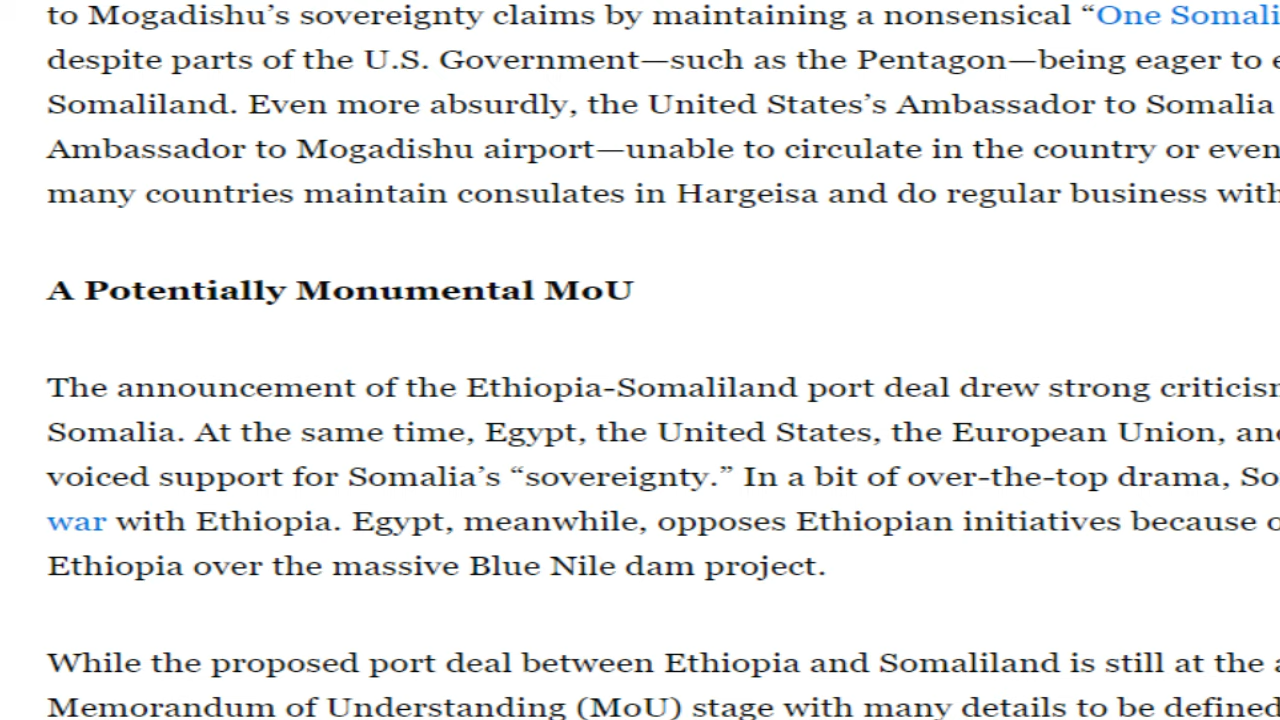 to Mogadishu’s sovereignty claims by maintaining a nonsensical “One Somali
despite parts of the U.S. Government—such as the Pentagon—being eager to
Somaliland. Even more absurdly, the United States’s Ambassador to Somalia
Ambassador to Mogadishu airport—unable to circulate in the country or even
many countries maintain consulates in Hargeisa and do regular business with
A Potentially Monumental MoU
The announcement of the Ethiopia-Somaliland port deal drew strong
Somalia. At the same time, Egypt, the United States, the European Union,
voiced support for Somalia’s “sovereignty.” In a bit of over-the-top drama,
war with Ethiopia. Egypt, meanwhile, opposes Ethiopian initiatives because
Ethiopia over the massive Blue Nile dam project.
While the proposed port deal between Ethiopia and Somaliland is still at the
Memorandum of Understanding (MoU) stage with many details to be defined